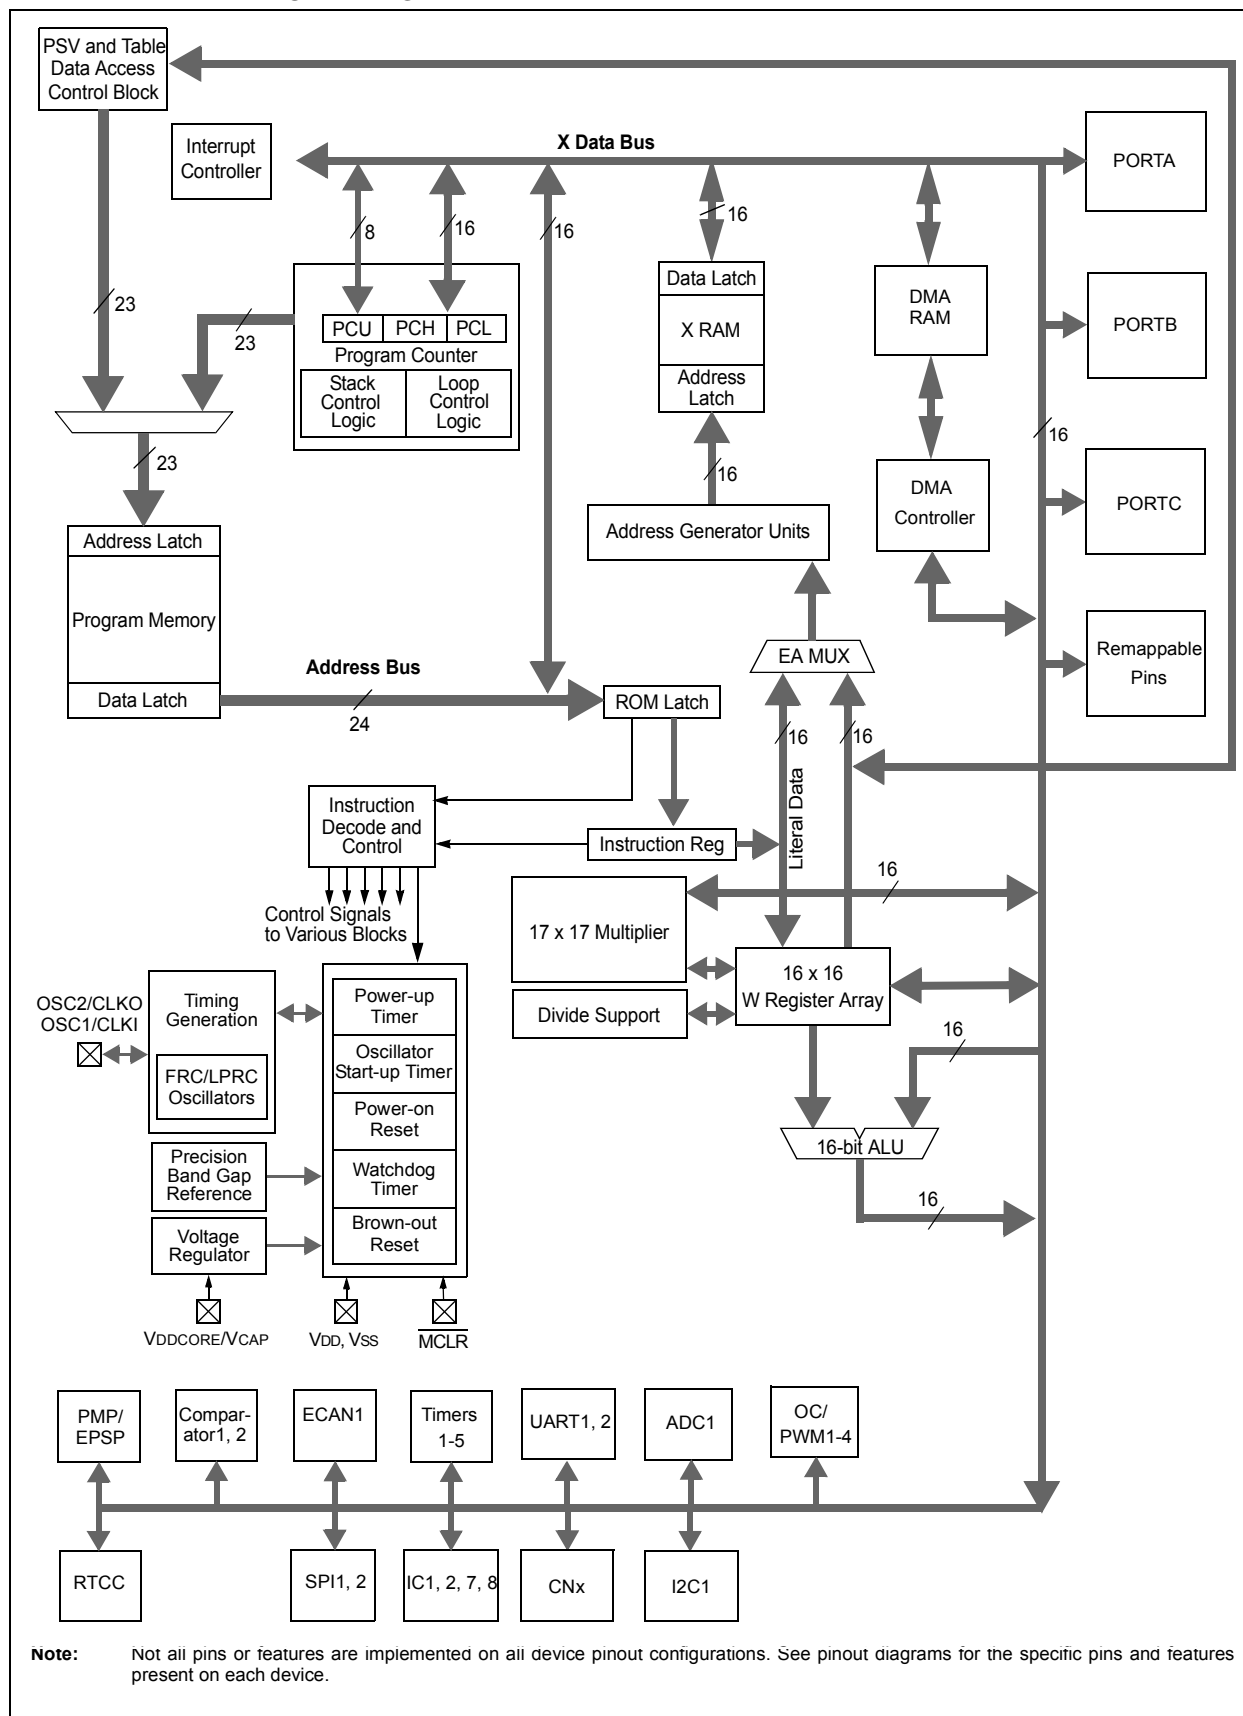 PSV and Table
Data Access
Control Block
Interrupt
Controller
X Data Bus
PORTA
8
16
16
16
23
23
PCU
PCH
PCL
Program Counter
Stack
Control
Logic
Loop
Control
Logic
Data Latch
X RAM
Address
Latch
DMA
RAM
PORTB
23
16
16
Address Latch
Program Memory
Data Latch
Address Generator Units
DMA
Controller
PORTC
Address Bus
24
EA MUX
Remappable
Pins
ROM Latch
16
16
Literal Data
Instruction
Decode and
Control
Instruction Reg
Control Signals
to Various Blocks
16
17 x 17 Multiplier
16 x 16
W Register Array
Divide Support
OSC2/CLKO
OSC1/CLKI
Timing
Generation
FRC/LPRC
Oscillators
Power-up
Timer
Oscillator
Start-up Timer
Power-on
Reset
Watchdog
Timer
Brown-out
Reset
16
16-bit ALU
16
Precision
Band Gap
Reference
Voltage
Regulator
VDDCORE/VCAP
VDD, VSS
MCLR
PMP/
EPSP
Compar-
ator1, 2
ECAN1
Timers
1-5
UART1, 2
ADC1
OC/
PWM1-4
RTCC
SPI1, 2
IC1, 2, 7, 8
CNx
I2C1
Note: Not all pins or features are implemented on all device pinout configurations. See pinout diagrams for the specific pins and features
present on each device.